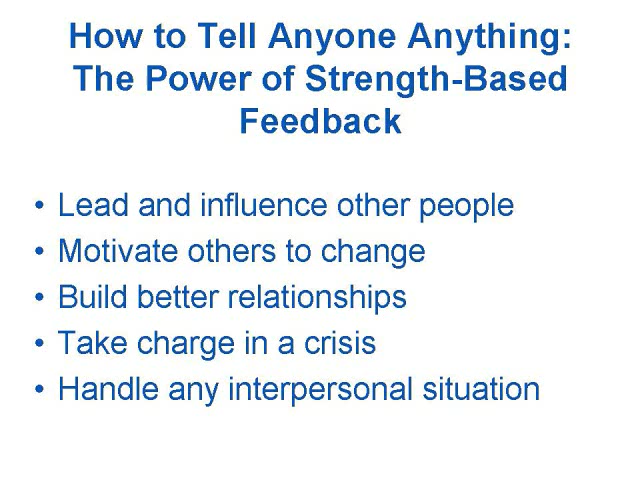 How to Tell Anyone Anything:
The Power of Strength-Based
Feedback
• Lead and influence other people
• Motivate others to change
• Build better relationships
• Take charge in a crisis
• Handle any interpersonal situation